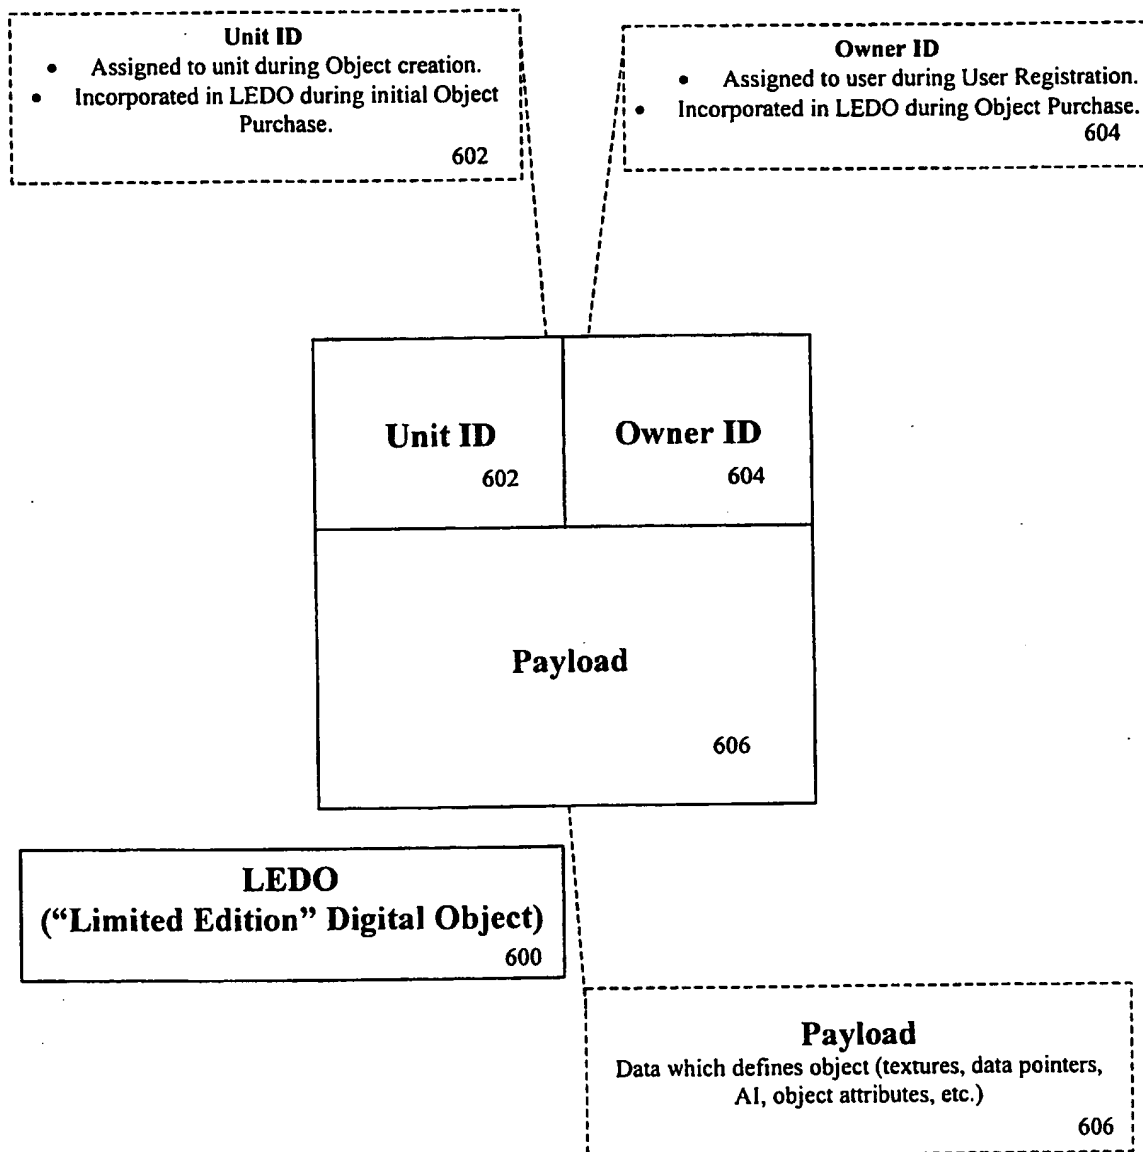 Unit ID
• Assigned to unit during Object creation.
• Incorporated in LEDO during initial Object
Purchase.
602
Owner ID
• Assigned to user during User Registration.
• Incorporated in LEDO during Object Purchase.
604
Unit ID
602
Owner ID
604
Payload
606
LEDO
(“Limited Edition” Digital Object)
600
Payload
Data which defines object (textures, data pointers,
AI, object attributes, etc.)
606